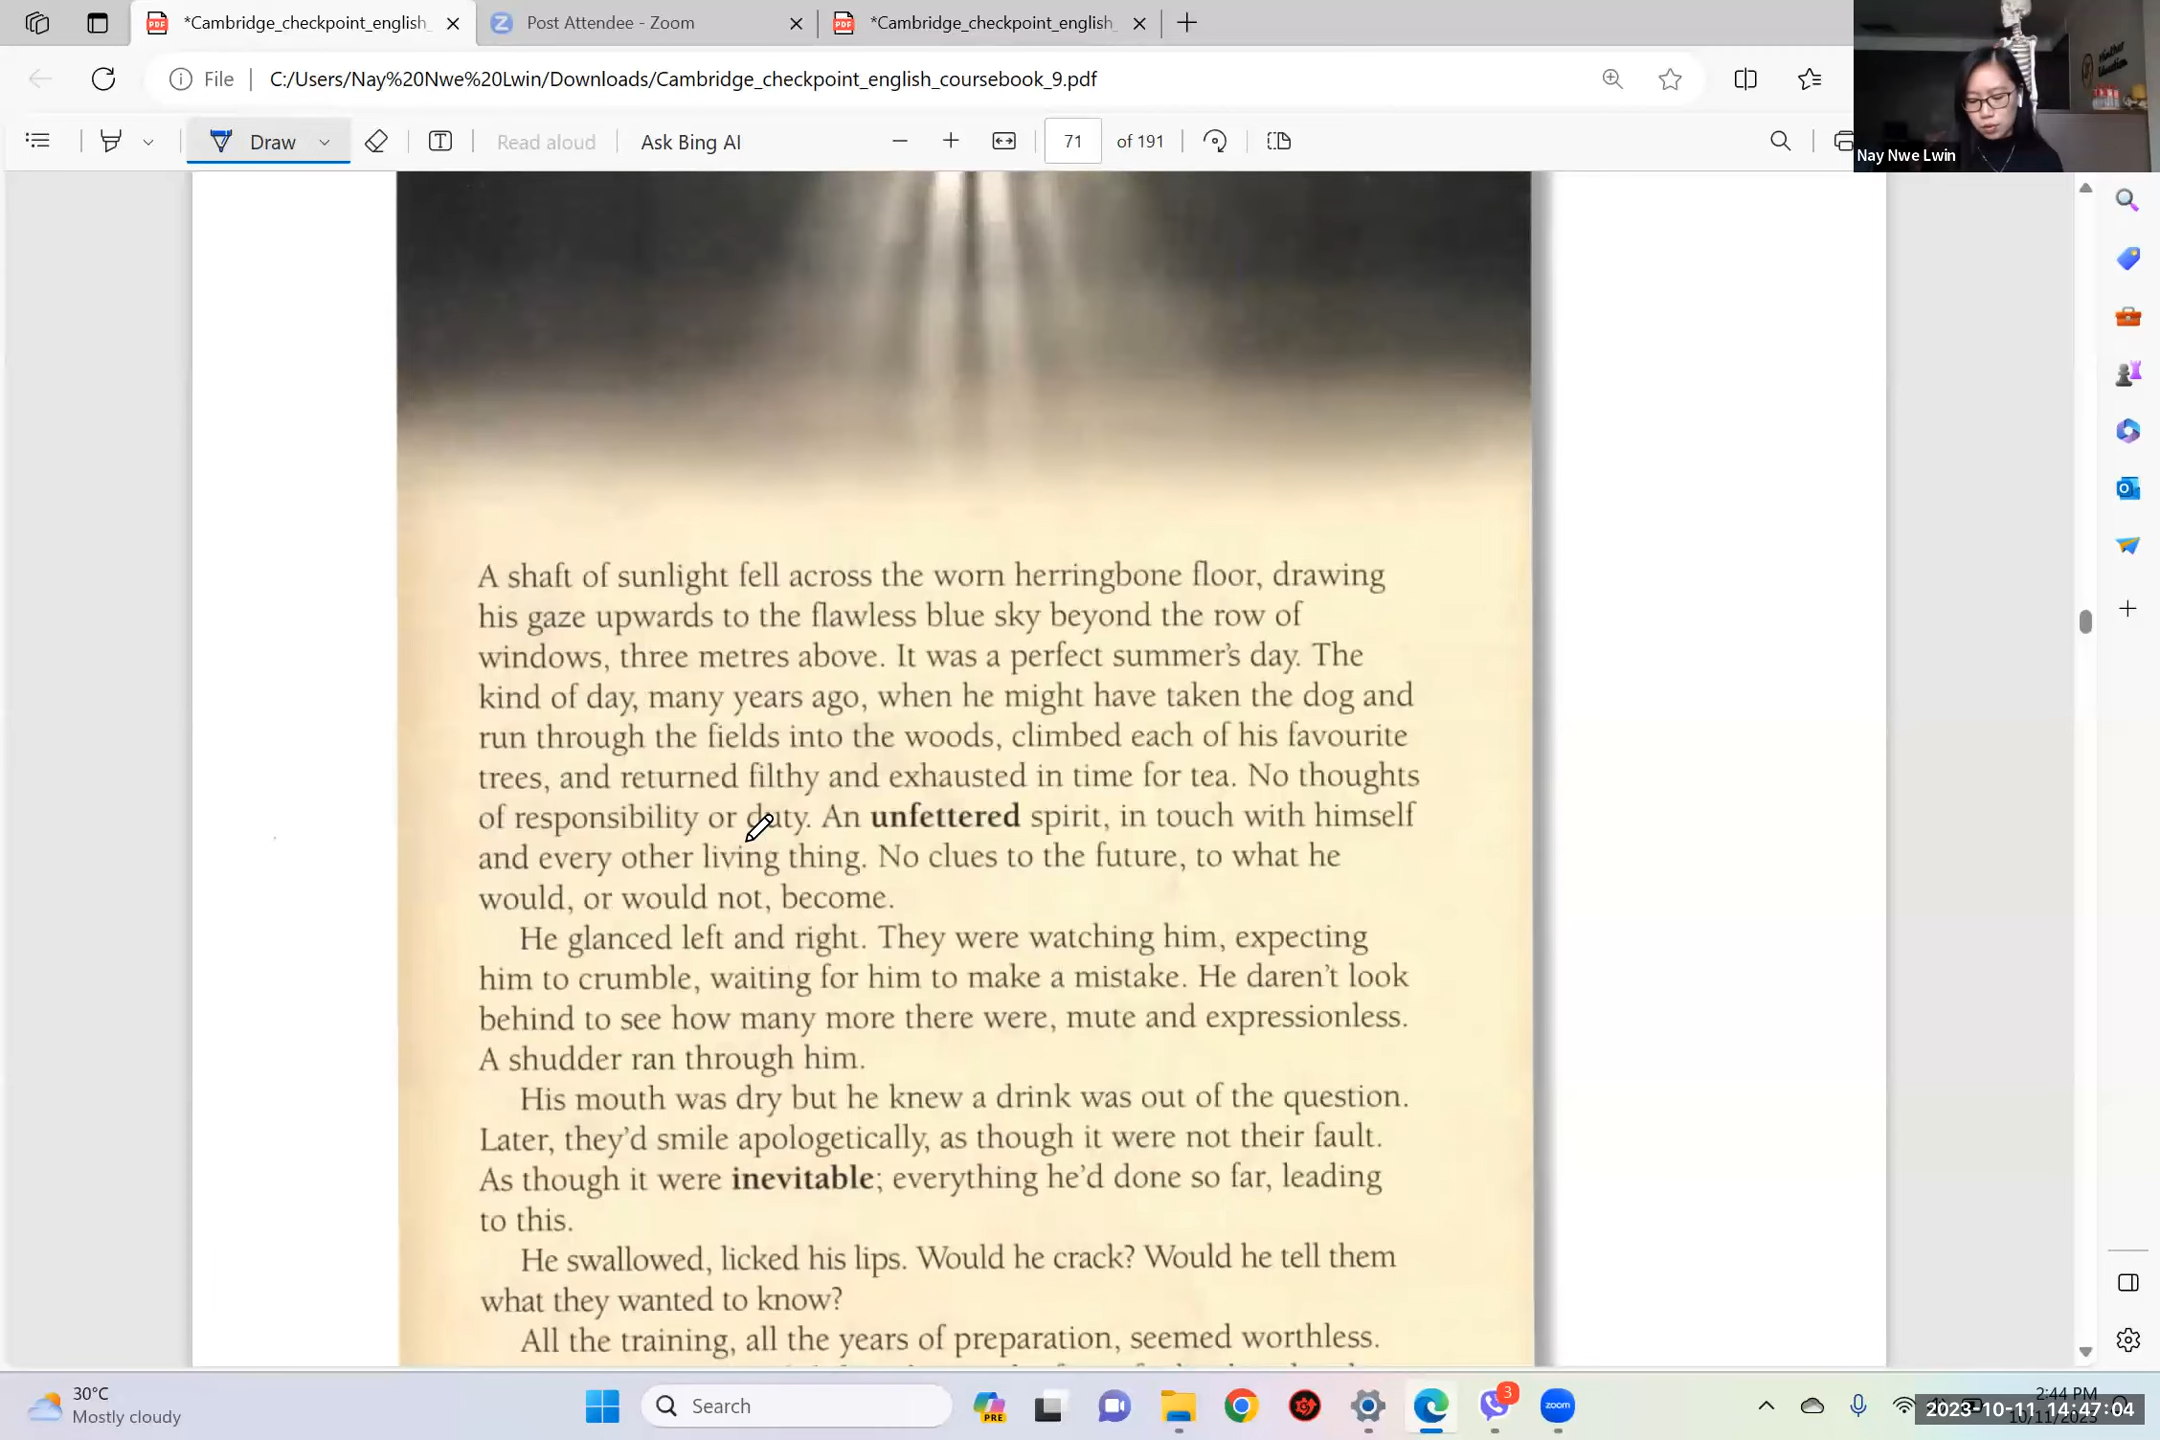 *Cambridge_checkpoint_english_
Post Attendee - Zoom
*Cambridge_checkpoint_english_
File
C:/Users/Nay%20Nwe%20Lwin/Downloads/Cambridge_checkpoint_english_coursebook_9.pdf
Draw
Read aloud
Ask Bing AI
71
of 191
Nay Nwe Lwin
A shaft of sunlight fell across the worn herringbone floor, drawing
his gaze upwards to the flawless blue sky beyond the row of
windows, three metres above. It was a perfect summer's day. The
kind of day, many years ago, when he might have taken the dog and
run through the fields into the woods, climbed each of his favourite
trees, and returned filthy and exhausted in time for tea. No thoughts
of responsibility or duty. An unfettered spirit, in touch with himself
and every other living thing. No clues to the future, to what he
would, or would not, become.
He glanced left and right. They were watching him, expecting
him to crumble, waiting for him to make a mistake. He daren't look
behind to see how many more there were, mute and expressionless.
A shudder ran through him.
His mouth was dry but he knew a drink was out of the question.
Later, they'd smile apologetically, as though it were not their fault.
As though it were inevitable; everything he'd done so far, leading
to this.
He swallowed, licked his lips. Would he crack? Would he tell them
what they wanted to know?
All the training, all the years of preparation, seemed worthless.
30°C
Mostly cloudy
Search
PRE
3
zoom
2:44 PM
2023-10-11 14:47:04